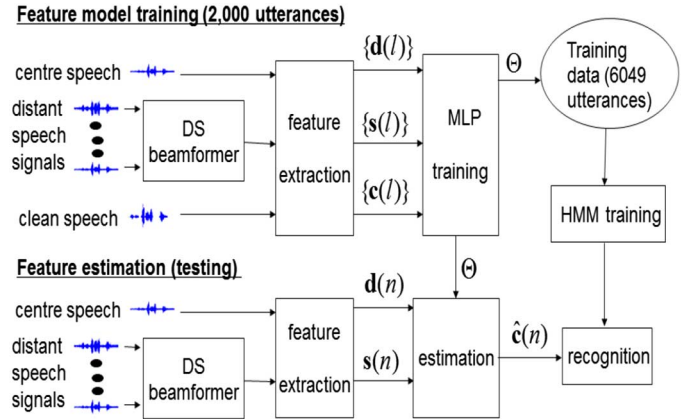 Feature model training (2,000 utterances)
centre speech
distant
speech
signals
DS
beamformer
clean speech
feature
extraction
{d(l)}
{s(l)}
{c(l)}
MLP
training
Θ
Training
data (6049
utterances)
HMM training
Θ
Feature estimation (testing)
centre speech
distant
speech
signals
DS
beamformer
feature
extraction
d(n)
s(n)
estimation
ĉ(n)
recognition